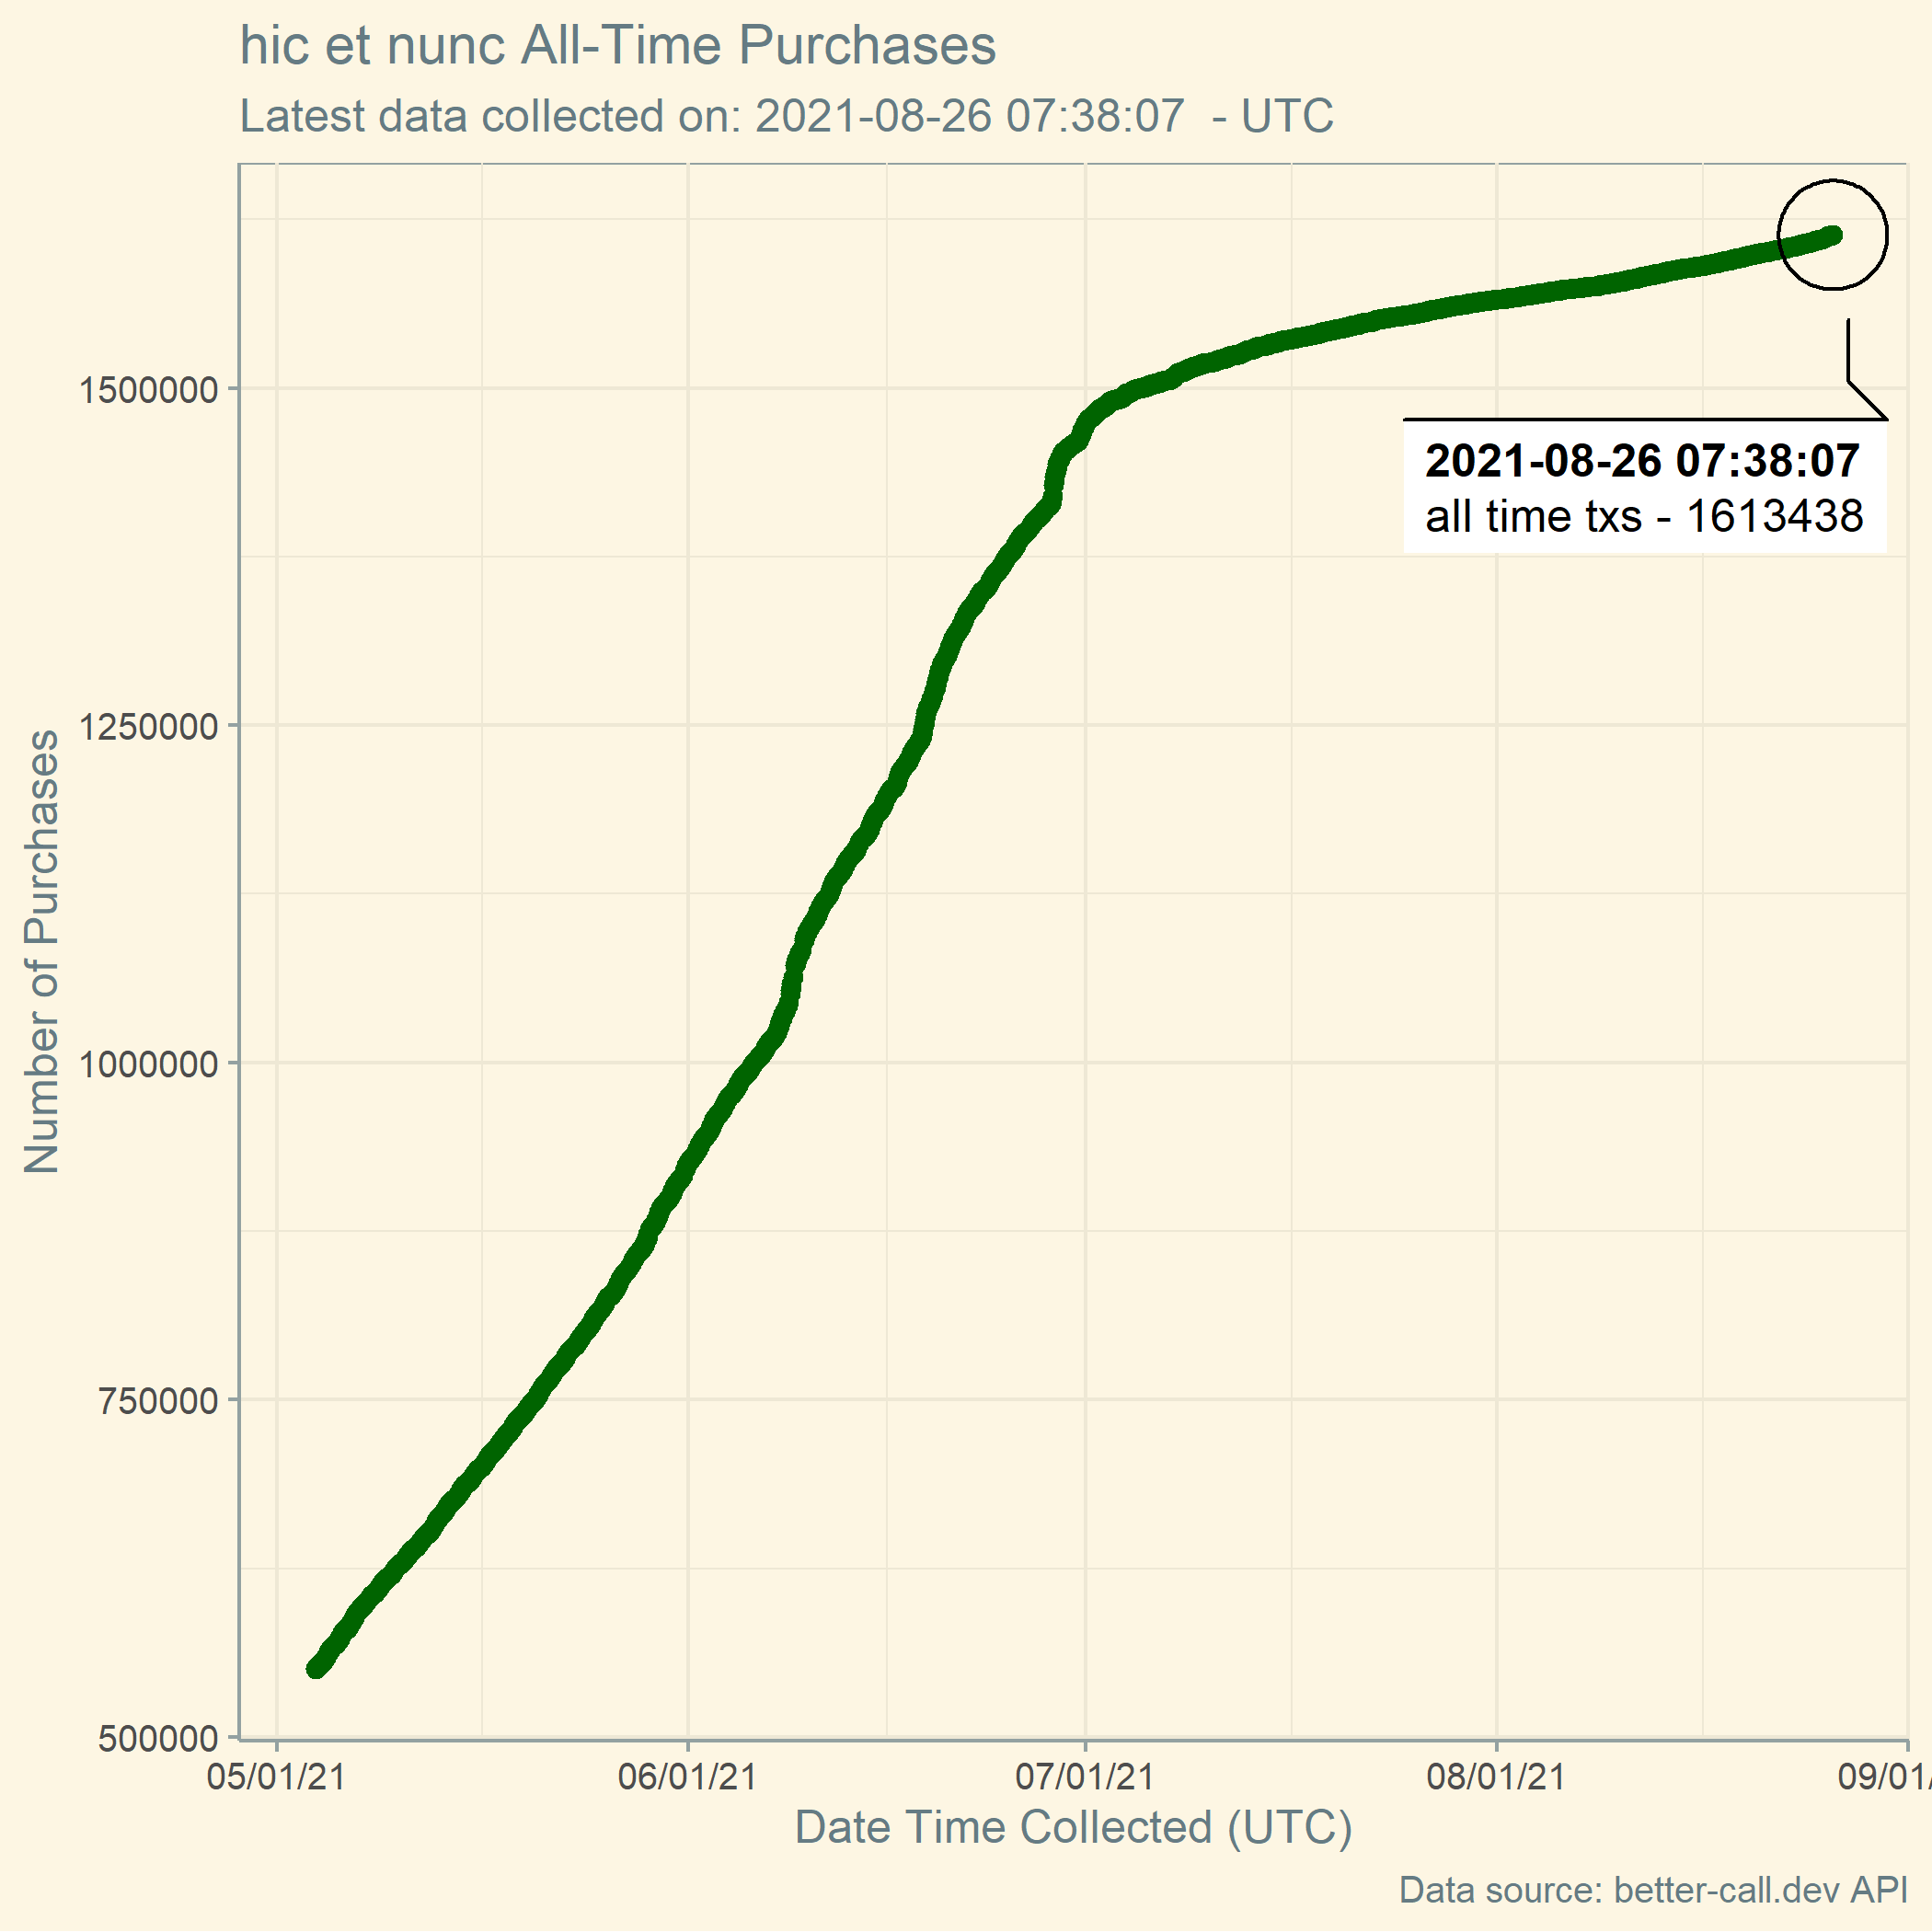 hic et nunc All-Time Purchases
Latest data collected on: 2021-08-26 07:38:07  - UTC
Number of Purchases
1500000
1250000
1000000
750000
500000
2021-08-26 07:38:07
all time txs - 1613438
05/01/21 06/01/21 07/01/21 08/01/21 09/01/
Date Time Collected (UTC)
Data source: better-call.dev API